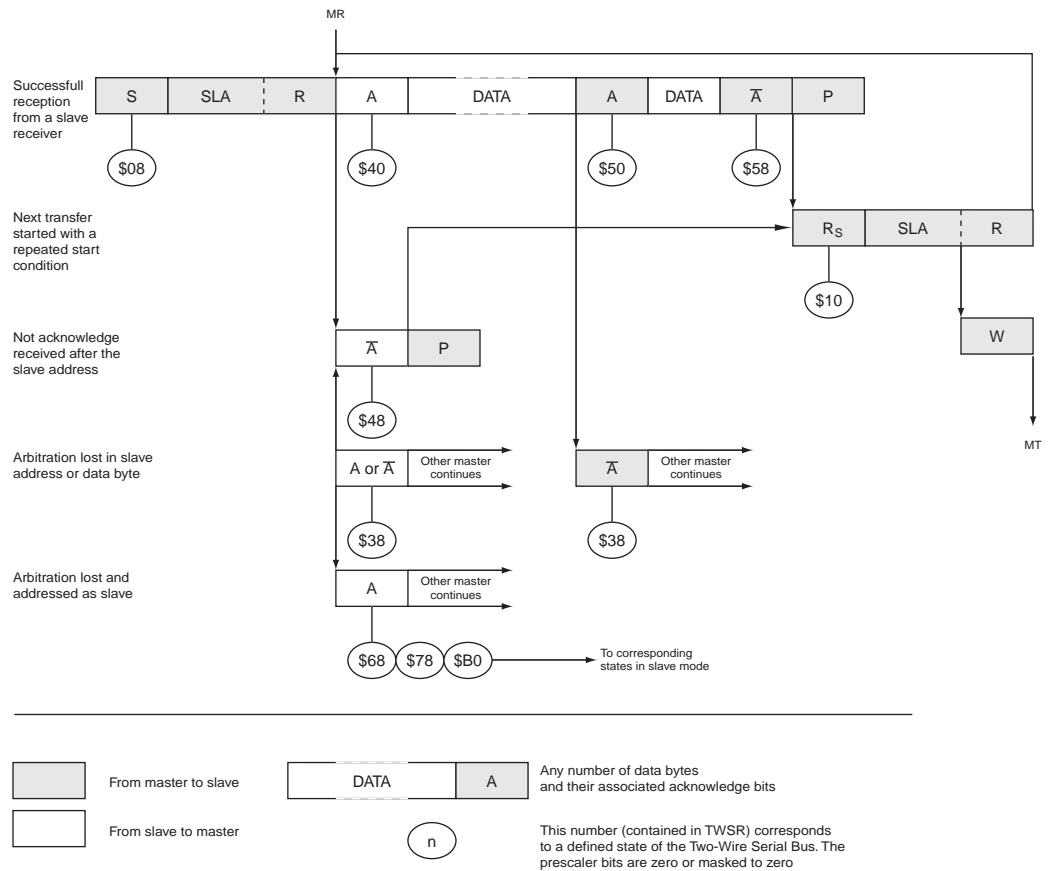 MR
Successfull
reception
from a slave
receiver
S SLA R A DATA A DATA A̅ P
$08 $40 $50 $58
Next transfer
started with a
repeated start
condition
RS SLA R
$10
Not acknowledge
received after the
slave address
A̅ P
W
$48
MT
Arbitration lost in slave
address or data byte
A or A̅
Other master
continues
A̅
Other master
continues
$38 $38
Arbitration lost and
addressed as slave
A
Other master
continues
$68 $78 $B0
To corresponding
states in slave mode
From master to slave
DATA A
Any number of data bytes
and their associated acknowledge bits
From slave to master
n
This number (contained in TWSR) corresponds
to a defined state of the Two-Wire Serial Bus. The
prescaler bits are zero or masked to zero